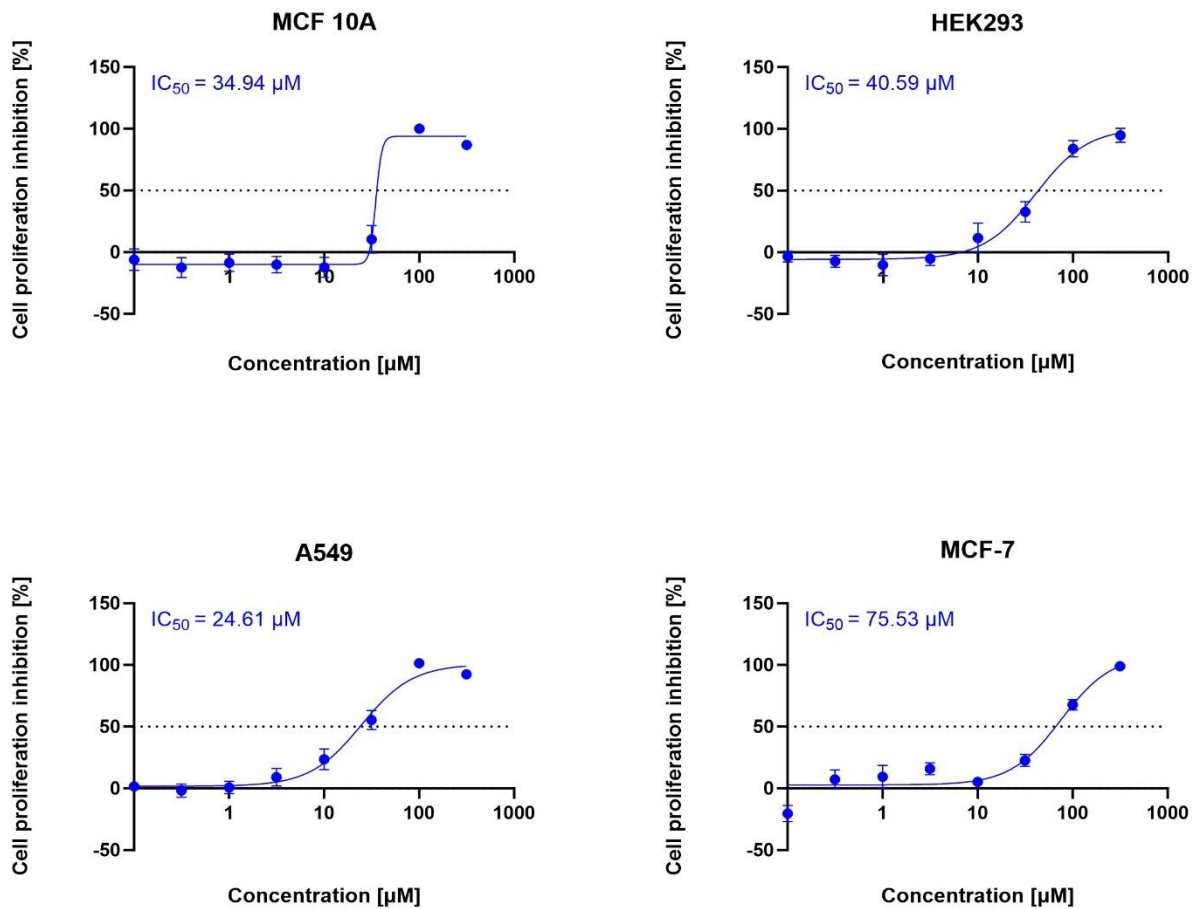 MCF 10A
Cell proliferation inhibition [%]
IC50 = 34.94 µM
150
100
50
0
-50
1
10
100
1000
Concentration [µM]
HEK293
Cell proliferation inhibition [%]
IC50 = 40.59 µM
150
100
50
0
-50
1
10
100
1000
Concentration [µM]
A549
Cell proliferation inhibition [%]
IC50 = 24.61 µM
150
100
50
0
-50
1
10
100
1000
Concentration [µM]
MCF-7
Cell proliferation inhibition [%]
IC50 = 75.53 µM
150
100
50
0
-50
1
10
100
1000
Concentration [µM]